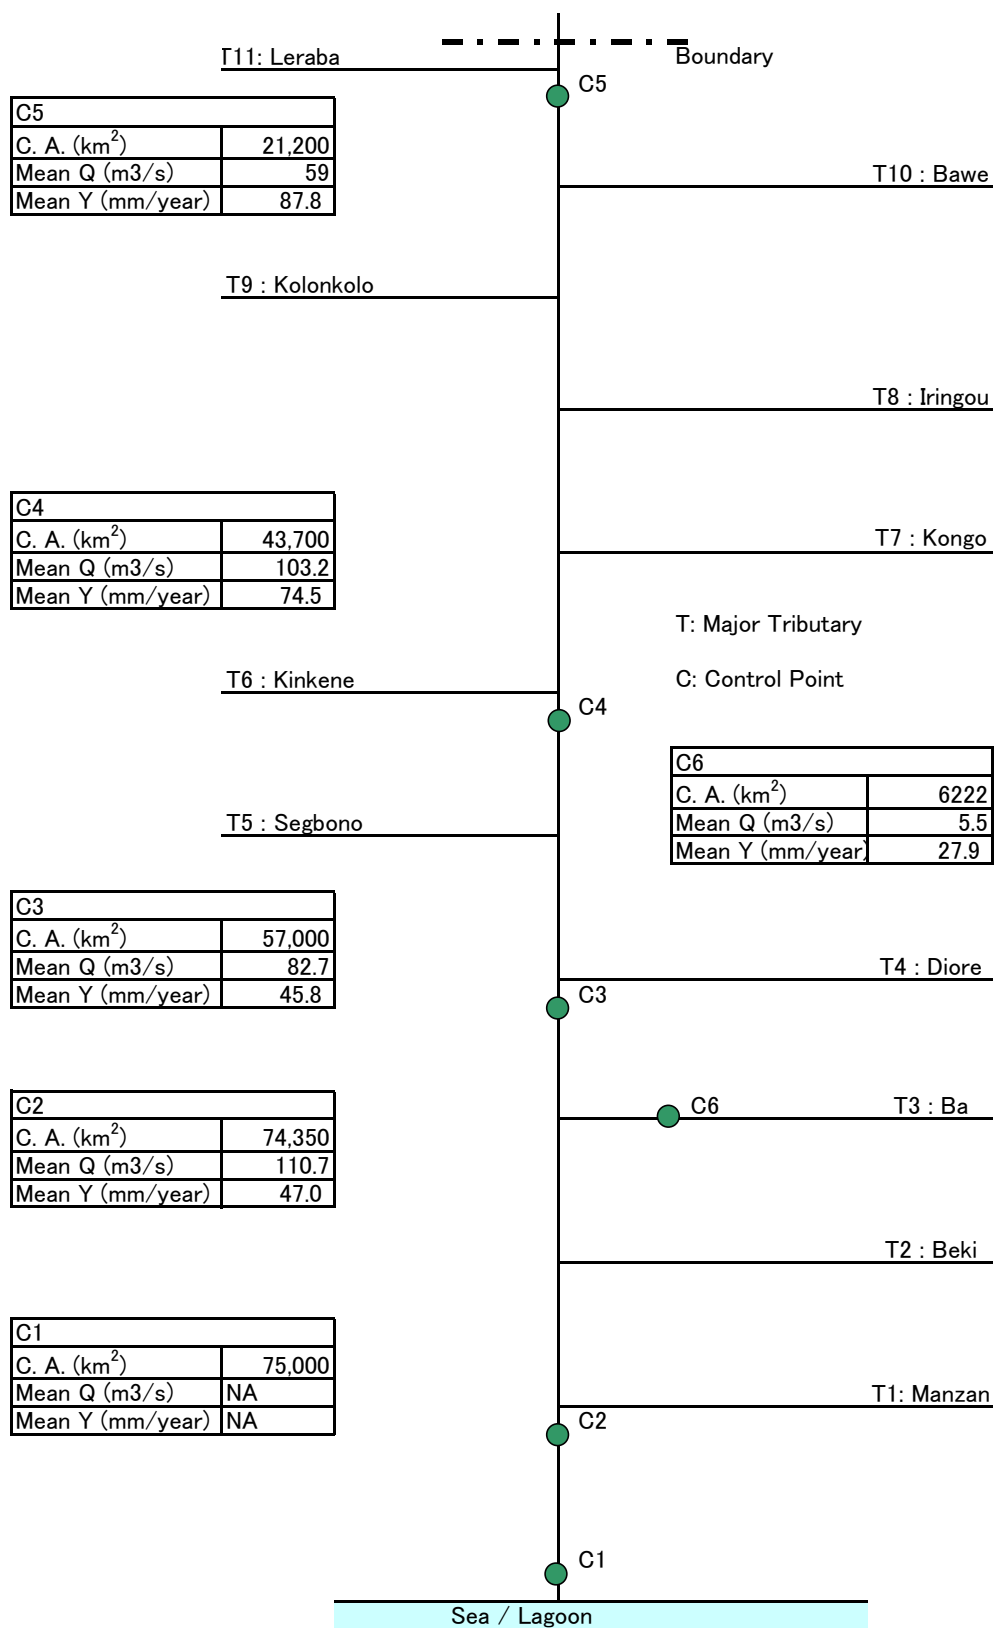 T11: Leraba
Boundary
C5
C5
C. A. (km²) 21,200
Mean Q (m3/s) 59
Mean Y (mm/year) 87.8
T10 : Bawe
T9 : Kolonkolo
T8 : Iringou
C4
C. A. (km²) 43,700
Mean Q (m3/s) 103.2
Mean Y (mm/year) 74.5
T7 : Kongo
T: Major Tributary
C: Control Point
T6 : Kinkene
C4
C6
C. A. (km²) 6222
Mean Q (m3/s) 5.5
Mean Y (mm/year) 27.9
T5 : Segbono
C3
C. A. (km²) 57,000
Mean Q (m3/s) 82.7
Mean Y (mm/year) 45.8
T4 : Diore
C3
C2
C. A. (km²) 74,350
Mean Q (m3/s) 110.7
Mean Y (mm/year) 47.0
C6
T3 : Ba
T2 : Beki
C1
C. A. (km²) 75,000
Mean Q (m3/s) NA
Mean Y (mm/year) NA
T1: Manzan
C2
C1
Sea / Lagoon